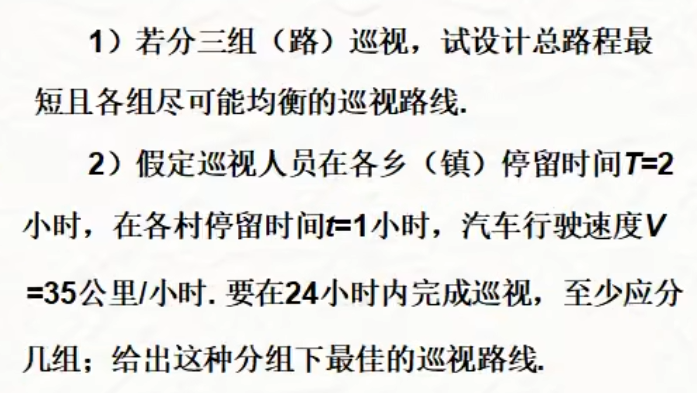 1）若分三组（路）巡视，试设计总路程最
短且各组尽可能均衡的巡视路线.
2）假定巡视人员在各乡（镇）停留时间T=2
小时，在各村停留时间t=1小时，汽车行驶速度V
=35公里/小时. 要在24小时内完成巡视，至少应分
几组；给出这种分组下最佳的巡视路线.